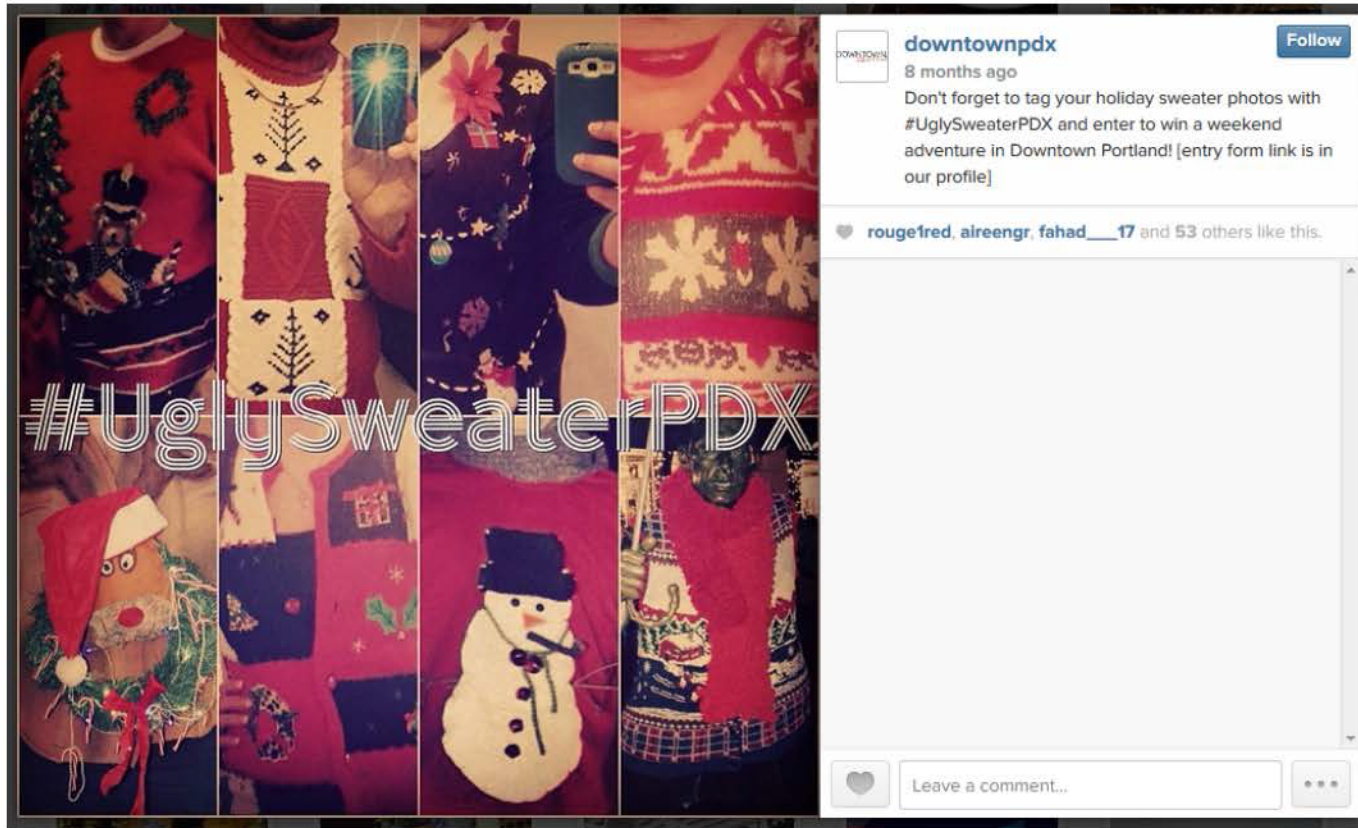 #UglySweaterPDX
DOWNTOWN
downtownpdx
Follow
8 months ago
Don't forget to tag your holiday sweater photos with
#UglySweaterPDX and enter to win a weekend
adventure in Downtown Portland! [entry form link is in
our profile]
rouge1red, aireengr, fahad___17 and 53 others like this.
Leave a comment...